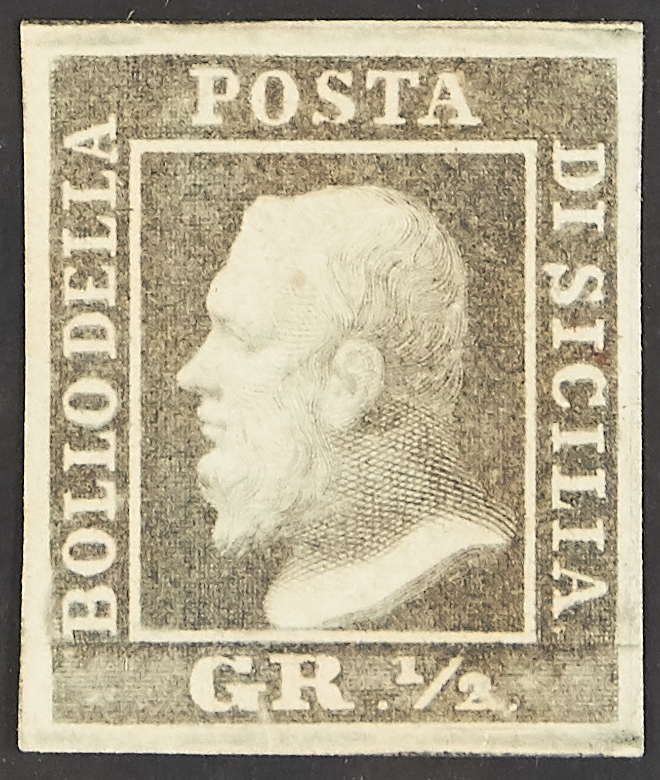 POSTA
BOLLO DELLA
DI SICILIA
GR. 1/2.